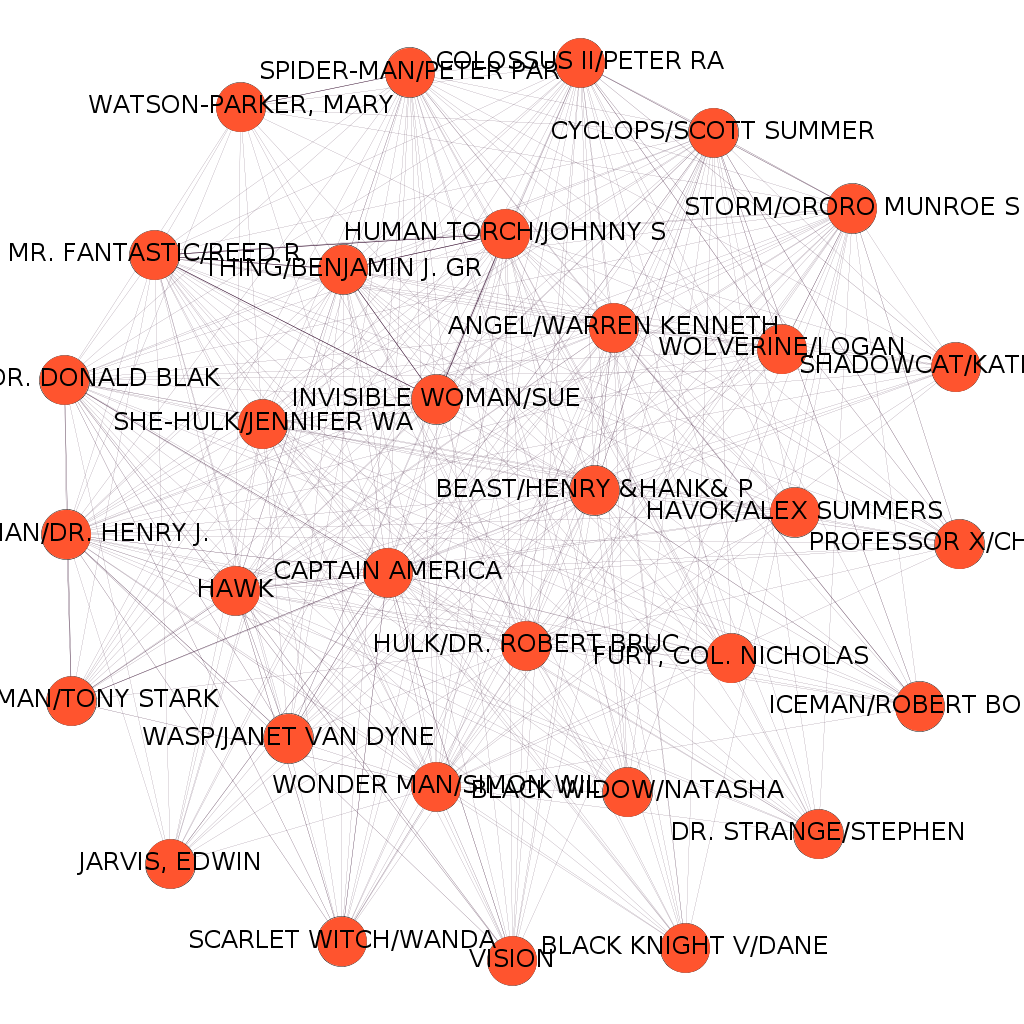 COLOSSUS II/PETER RA
SPIDER-MAN/PETER PAR
WATSON-PARKER, MARY
CYCLOPS/SCOTT SUMMER
STORM/ORORO MUNROE S
HUMAN TORCH/JOHNNY S
MR. FANTASTIC/REED R
THING/BENJAMIN J. GR
ANGEL/WARREN KENNETH
WOLVERINE/LOGAN
SHADOWCAT/KATI
DR. DONALD BLAK
INVISIBLE WOMAN/SUE
SHE-HULK/JENNIFER WA
BEAST/HENRY &HANK& P
HAVOK/ALEX SUMMERS
MAN/DR. HENRY J.
PROFESSOR X/CH
CAPTAIN AMERICA
HAWK
HULK/DR. ROBERT BRUC
FURY, COL. NICHOLAS
MAN/TONY STARK
ICEMAN/ROBERT BO
WASP/JANET VAN DYNE
WONDER MAN/SIMON WIL
BLACK WIDOW/NATASHA
DR. STRANGE/STEPHEN
JARVIS, EDWIN
SCARLET WITCH/WANDA
BLACK KNIGHT V/DANE
VISION